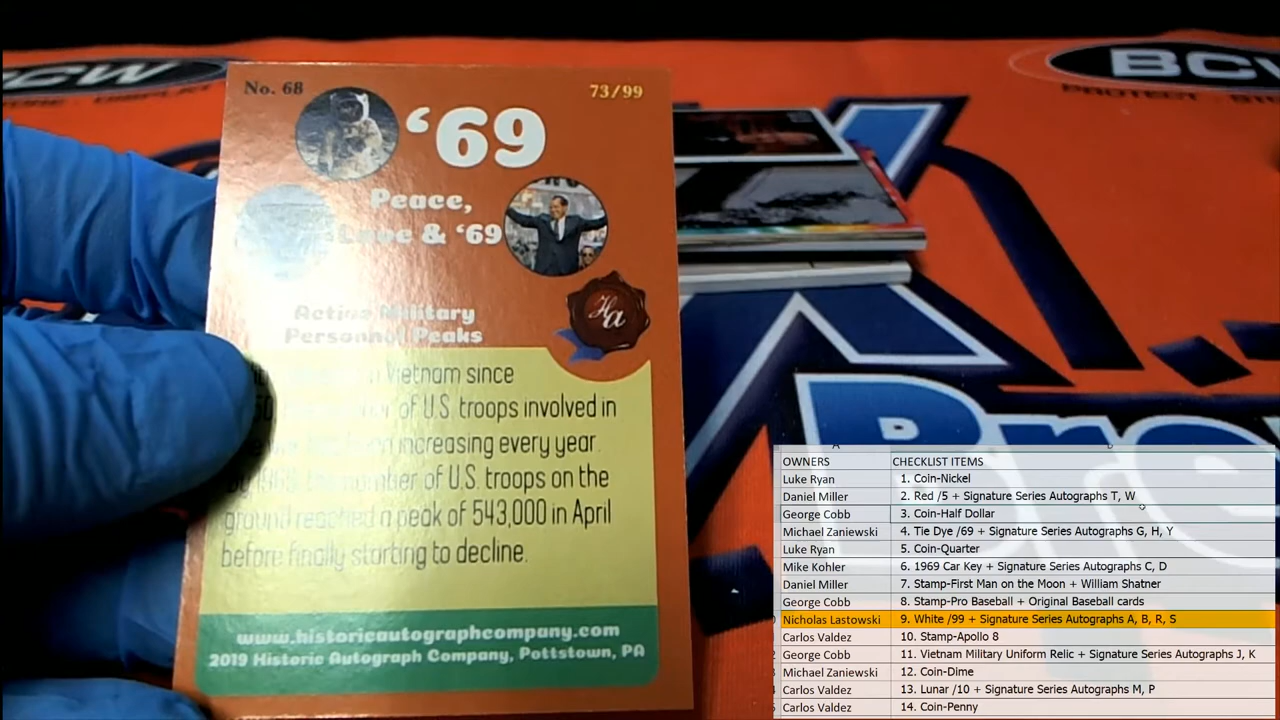 BCW
BCW
No. 68
73/99
'69
Peace,
Love & '69
Active Military
Personnel Peaks
Ha
Vietnam since
of U.S. troops involved in
increasing every year.
By 1969, the number of U.S. troops on the
ground reached a peak of 543,000 in April
before finally starting to decline.
www.historicautographcompany.com
2019 Historic Autograph Company, Pottstown, PA
Pre
OWNERS CHECKLIST ITEMS
Luke Ryan 1. Coin-Nickel
Daniel Miller 2. Red /5 + Signature Series Autographs T, W
George Cobb 3. Coin-Half Dollar
Michael Zaniewski 4. Tie Dye /69 + Signature Series Autographs G, H, Y
Luke Ryan 5. Coin-Quarter
Mike Kohler 6. 1969 Car Key + Signature Series Autographs C, D
Daniel Miller 7. Stamp-First Man on the Moon + William Shatner
George Cobb 8. Stamp-Pro Baseball + Original Baseball cards
Nicholas Lastowski 9. White /99 + Signature Series Autographs A, B, R, S
Carlos Valdez 10. Stamp-Apollo 8
George Cobb 11. Vietnam Military Uniform Relic + Signature Series Autographs J, K
Michael Zaniewski 12. Coin-Dime
Carlos Valdez 13. Lunar /10 + Signature Series Autographs M, P
Carlos Valdez 14. Coin-Penny